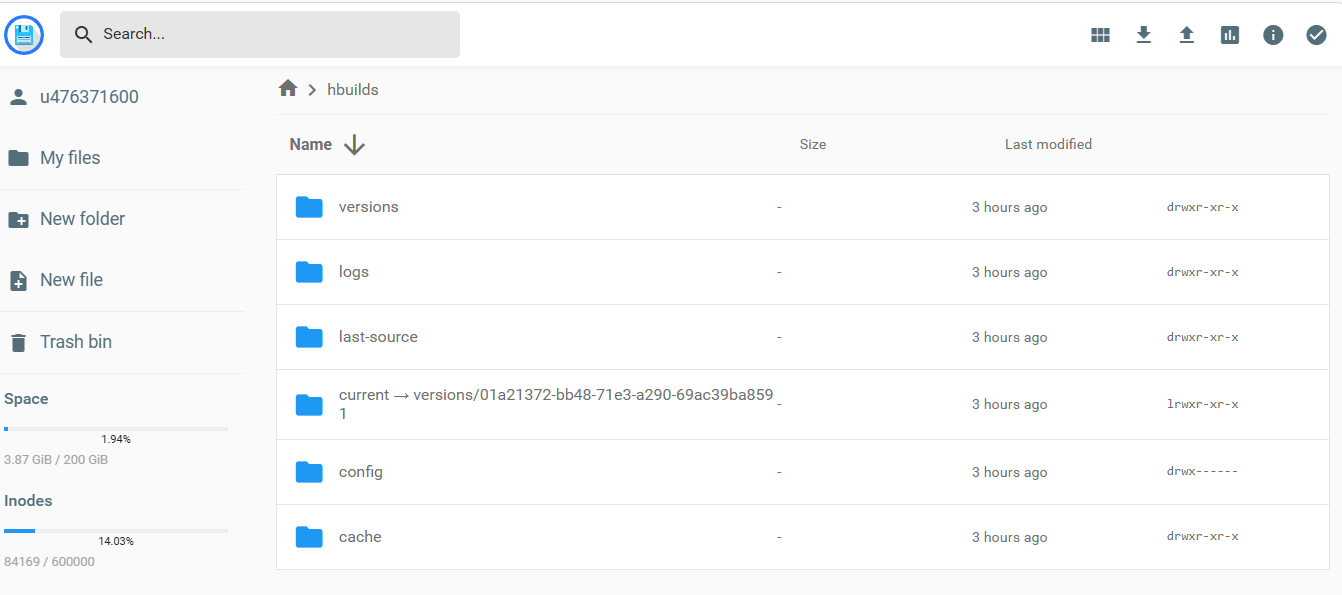 Search...
u476371600
My files
New folder
New file
Trash bin
Space
1.94%
3.87 GiB / 200 GiB
Inodes
14.03%
84169 / 600000
hbuilds
Name Size Last modified
versions - 3 hours ago drwxr-xr-x
logs - 3 hours ago drwxr-xr-x
last-source - 3 hours ago drwxr-xr-x
current → versions/01a21372-bb48-71e3-a290-69ac39ba859
1 - 3 hours ago lrwxr-xr-x
config - 3 hours ago drwx------
cache - 3 hours ago drwxr-xr-x